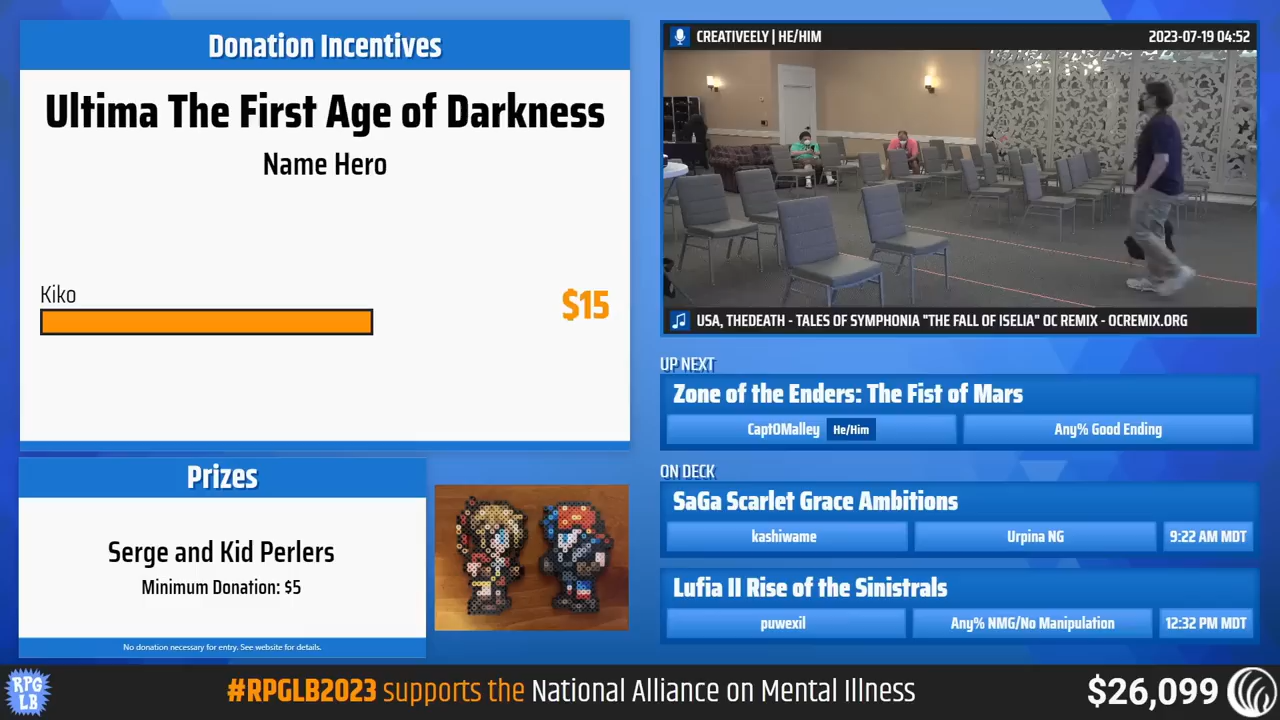 Donation Incentives
Ultima The First Age of Darkness
Name Hero
Kiko
$15
Prizes
Serge and Kid Perlers
Minimum Donation: $5
No donation necessary for entry. See website for details.
CREATIVEELY | HE/HIM
2023-07-19 04:52
USA, THEDEATH - TALES OF SYMPHONIA "THE FALL OF ISELIA" OC REMIX - OCREMIX.ORG
UP NEXT
Zone of the Enders: The Fist of Mars
CaptOMalley He/Him
Any% Good Ending
ON DECK
SaGa Scarlet Grace Ambitions
kashiwame
Urpina NG
9:22 AM MDT
Lufia II Rise of the Sinistrals
puwexil
Any% NMG/No Manipulation
12:32 PM MDT
RPG
LB
#RPGLB2023 supports the National Alliance on Mental Illness
$26,099